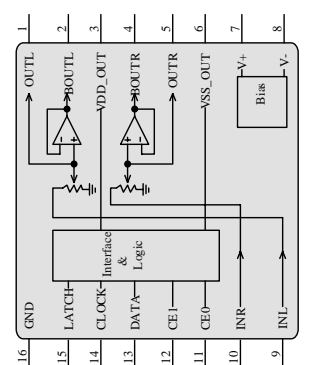 1 2 3 4 5 6 7 8
OUTL BOUTL VDD_OUT BOUTR OUTR VSS_OUT V+ V-
Bias
Interface
&
Logic
GND LATCH CLOCK DATA CE1 CE0 INR INL
16 15 14 13 12 11 10 9